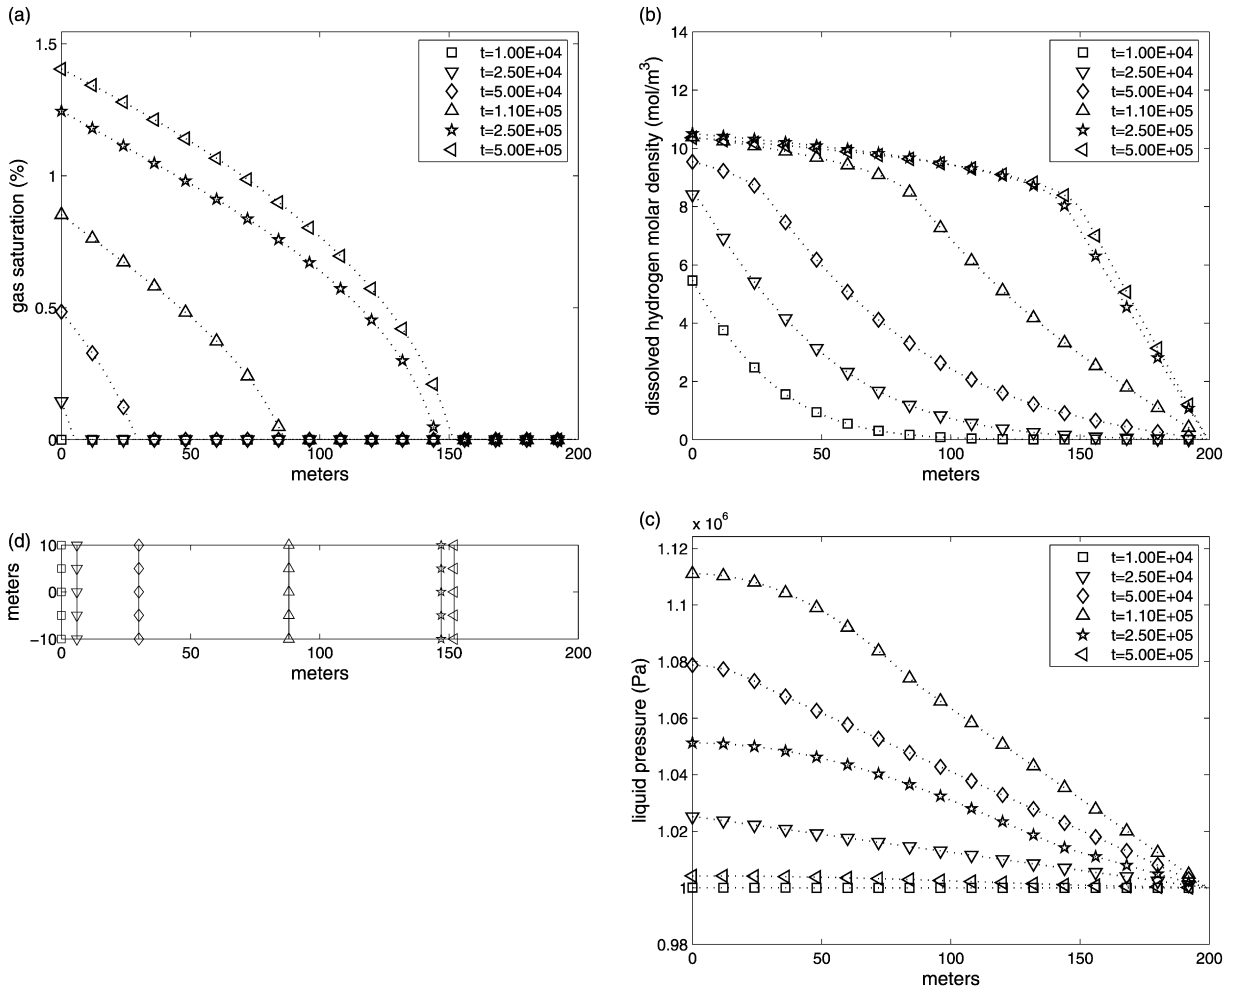 (a)
1.5
1
0.5
0
gas saturation (%)
t=1.00E+04
t=2.50E+04
t=5.00E+04
t=1.10E+05
t=2.50E+05
t=5.00E+05
0 50 100 150 200
meters
(b)
14
12
10
8
6
4
2
0
dissolved hydrogen molar density (mol/m³)
t=1.00E+04
t=2.50E+04
t=5.00E+04
t=1.10E+05
t=2.50E+05
t=5.00E+05
0 50 100 150 200
meters
(d)
10
0
−10
meters
0 50 100 150 200
meters
(c)
x 10⁶
1.12
1.1
1.08
1.06
1.04
1.02
1
0.98
liquid pressure (Pa)
t=1.00E+04
t=2.50E+04
t=5.00E+04
t=1.10E+05
t=2.50E+05
t=5.00E+05
0 50 100 150 200
meters